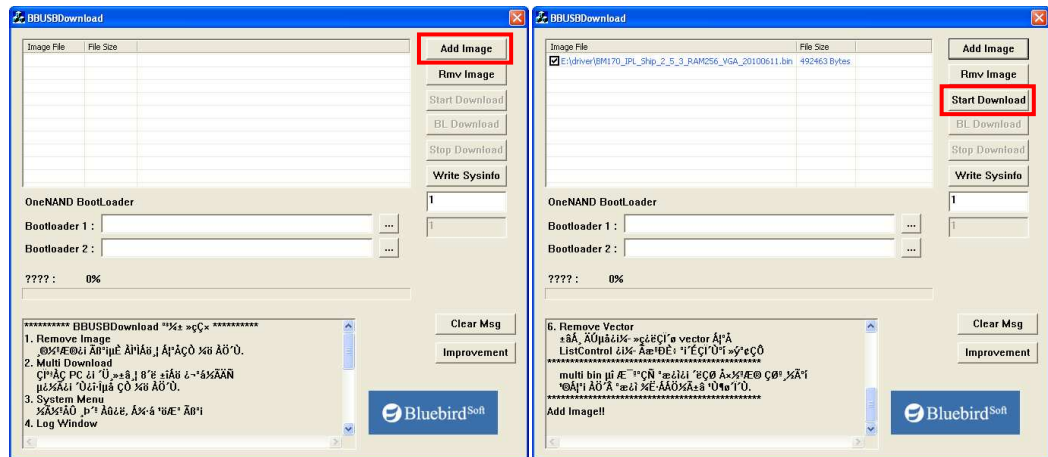 BBUSBDownload
Image File File Size
Add Image
Rmv Image
Start Download
BL Download
Stop Download
Write Sysinfo
1
1
OneNAND BootLoader
Bootloader 1 : ...
Bootloader 2 : ...
???? : 0%
********** BBUSBDownload
1. Remove Image
2. Multi Download
3. System Menu
4. Log Window
Clear Msg
Improvement
Bluebird Soft
BBUSBDownload
Image File File Size
E:\driver\BM170_IPL_Ship_2_5_3_RAM256_VGA_20100611.bin 492463 Bytes
Add Image
Rmv Image
Start Download
BL Download
Stop Download
Write Sysinfo
1
1
OneNAND BootLoader
Bootloader 1 : ...
Bootloader 2 : ...
???? : 0%
6. Remove Vector
vector
ListControl
multi bin
Add Image!!
Clear Msg
Improvement
Bluebird Soft